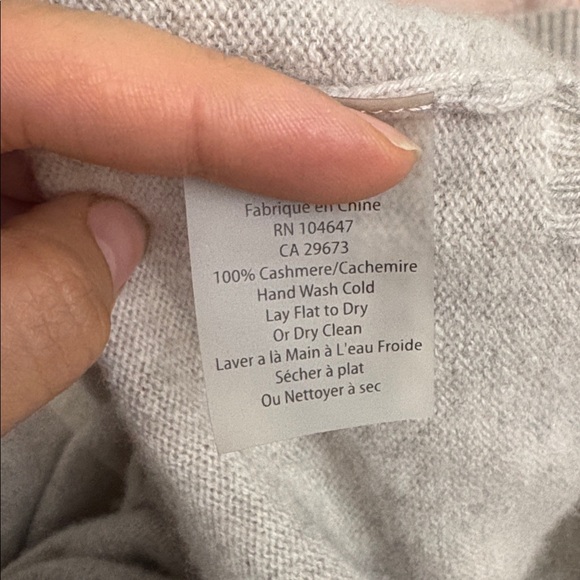 Fabriqué en Chine
RN 104647
CA 29673
100% Cashmere/Cachemire
Hand Wash Cold
Lay Flat to Dry
Or Dry Clean
Laver a là Main à L'eau Froide
Sécher à plat
Ou Nettoyer à sec